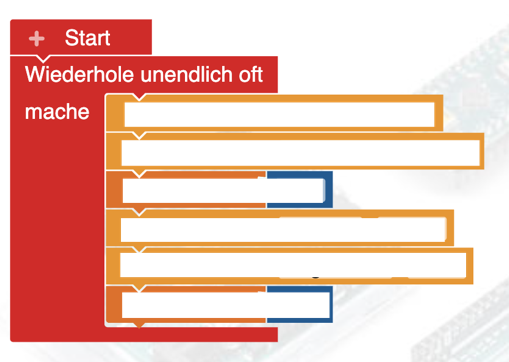 + Start
Wiederhole unendlich oft
mache